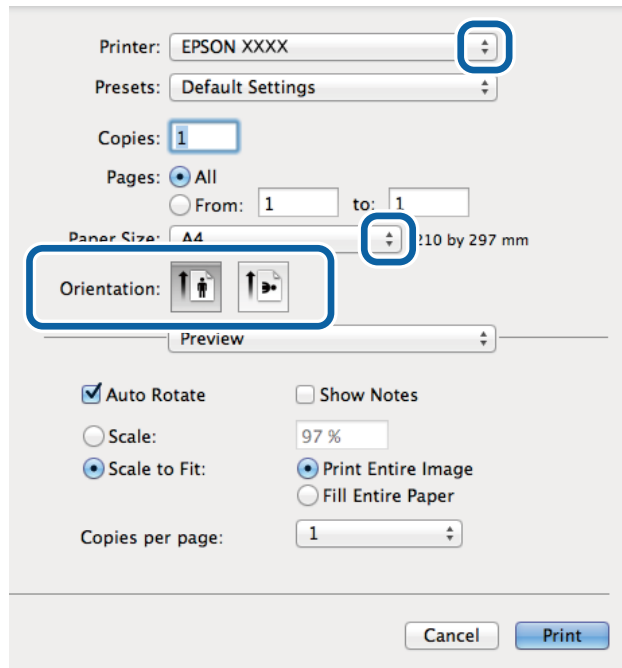 Printer: EPSON XXXX
Presets: Default Settings
Copies: 1
Pages: All
From: 1 to: 1
Paper Size: A4 210 by 297 mm
Orientation:
Preview
Auto Rotate Show Notes
Scale: 97 %
Scale to Fit: Print Entire Image
Fill Entire Paper
Copies per page: 1
Cancel Print